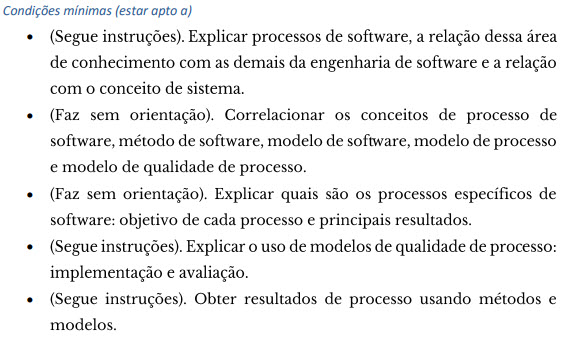 Condições mínimas (estar apto a)
• (Segue instruções). Explicar processos de software, a relação dessa área
de conhecimento com as demais da engenharia de software e a relação
com o conceito de sistema.
• (Faz sem orientação). Correlacionar os conceitos de processo de
software, método de software, modelo de software, modelo de processo
e modelo de qualidade de processo.
• (Faz sem orientação). Explicar quais são os processos específicos de
software: objetivo de cada processo e principais resultados.
• (Segue instruções). Explicar o uso de modelos de qualidade de processo:
implementação e avaliação.
• (Segue instruções). Obter resultados de processo usando métodos e
modelos.